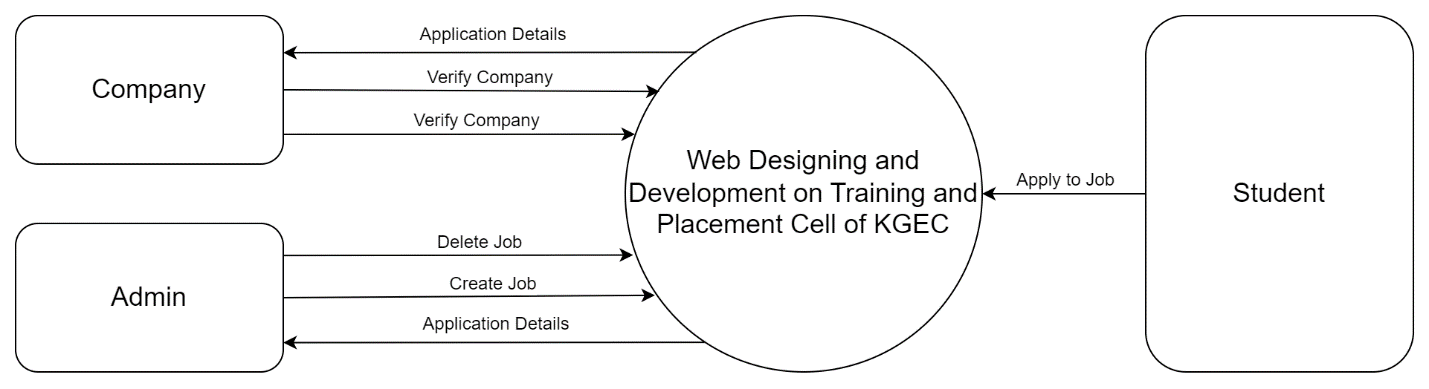 Application Details
Verify Company
Company
Verify Company
Web Designing and
Development on Training and
Placement Cell of KGEC
Apply to Job
Student
Delete Job
Create Job
Admin
Application Details